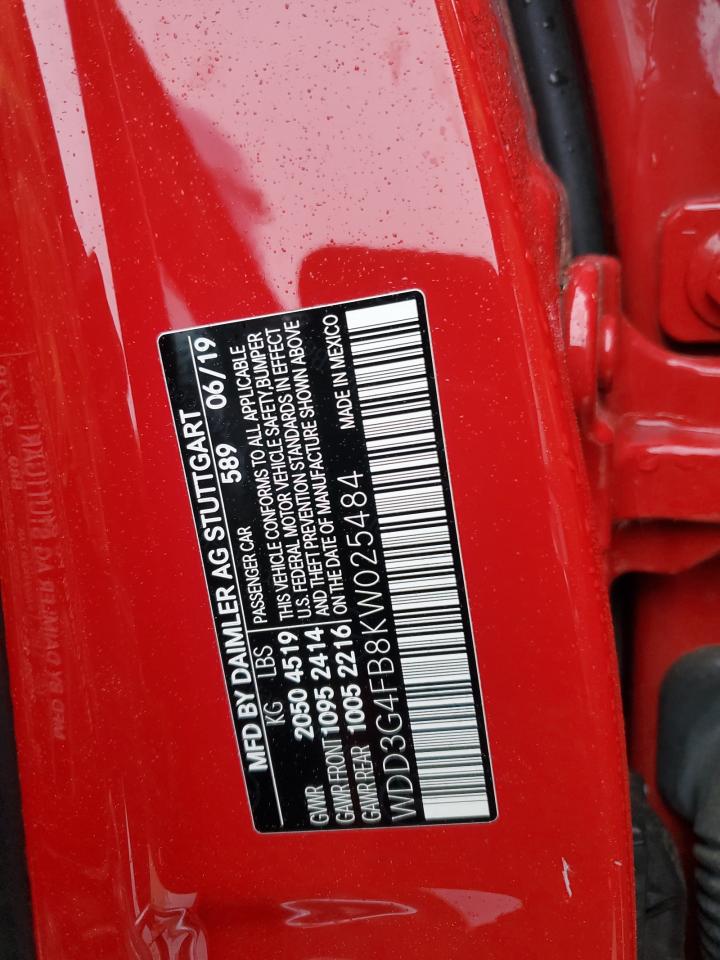 MFD BY DAIMLER AG STUTTGART
589 06/19
KG LBS PASSENGER CAR
GVWR 2050 4519
GAWR FRONT 1095 2414
GAWR REAR 1005 2216
THIS VEHICLE CONFORMS TO ALL APPLICABLE
U.S. FEDERAL MOTOR VEHICLE SAFETY,BUMPER
AND THEFT PREVENTION STANDARDS IN EFFECT
ON THE DATE OF MANUFACTURE SHOWN ABOVE
MADE IN MEXICO
WDD3G4FB8KW025484